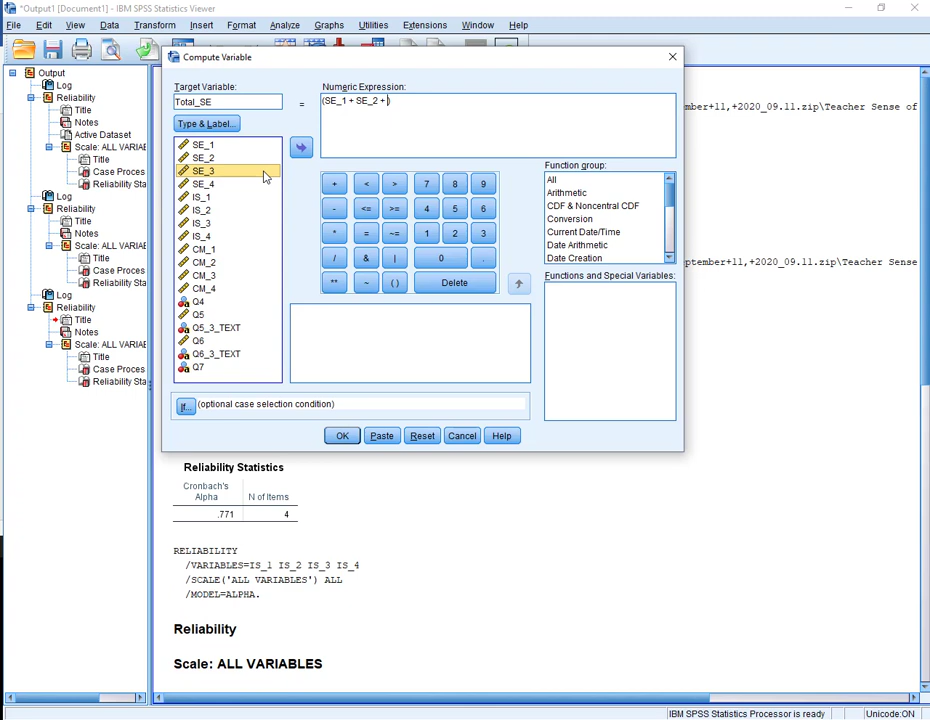 *Output1 [Document1] - IBM SPSS Statistics Viewer
File Edit View Data Transform Insert Format Analyze Graphs Utilities Extensions Window Help
Output
Log
Reliability
Title
Notes
Active Dataset
Scale: ALL VARIAB
Title
Case Proces
Reliability Sta
Log
Reliability
Title
Notes
Scale: ALL VARIAB
Title
Case Proces
Reliability Sta
Log
Reliability
Title
Notes
Scale: ALL VARIAB
Title
Case Proces
Reliability Sta
Compute Variable
Target Variable:
Total_SE
=
Numeric Expression:
(SE_1 + SE_2 + )
Type & Label...
SE_1
SE_2
SE_3
SE_4
IS_1
IS_2
IS_3
IS_4
CM_1
CM_2
CM_3
CM_4
Q4
Q5
Q5_3_TEXT
Q6
Q6_3_TEXT
Q7
+ < > 7 8 9
- <= >= 4 5 6
* = ~= 1 2 3
/ & | 0 .
** ~ ( ) Delete
Function group:
All
Arithmetic
CDF & Noncentral CDF
Conversion
Current Date/Time
Date Arithmetic
Date Creation
Functions and Special Variables:
If... (optional case selection condition)
OK Paste Reset Cancel Help
mber+11,+2020_09.11.zip\Teacher Sense of
ptember+11,+2020_09.11.zip\Teacher Sense
Reliability Statistics
Cronbach's
Alpha N of Items
.771 4
RELIABILITY
/VARIABLES=IS_1 IS_2 IS_3 IS_4
/SCALE('ALL VARIABLES') ALL
/MODEL=ALPHA.
Reliability
Scale: ALL VARIABLES
IBM SPSS Statistics Processor is ready Unicode:ON